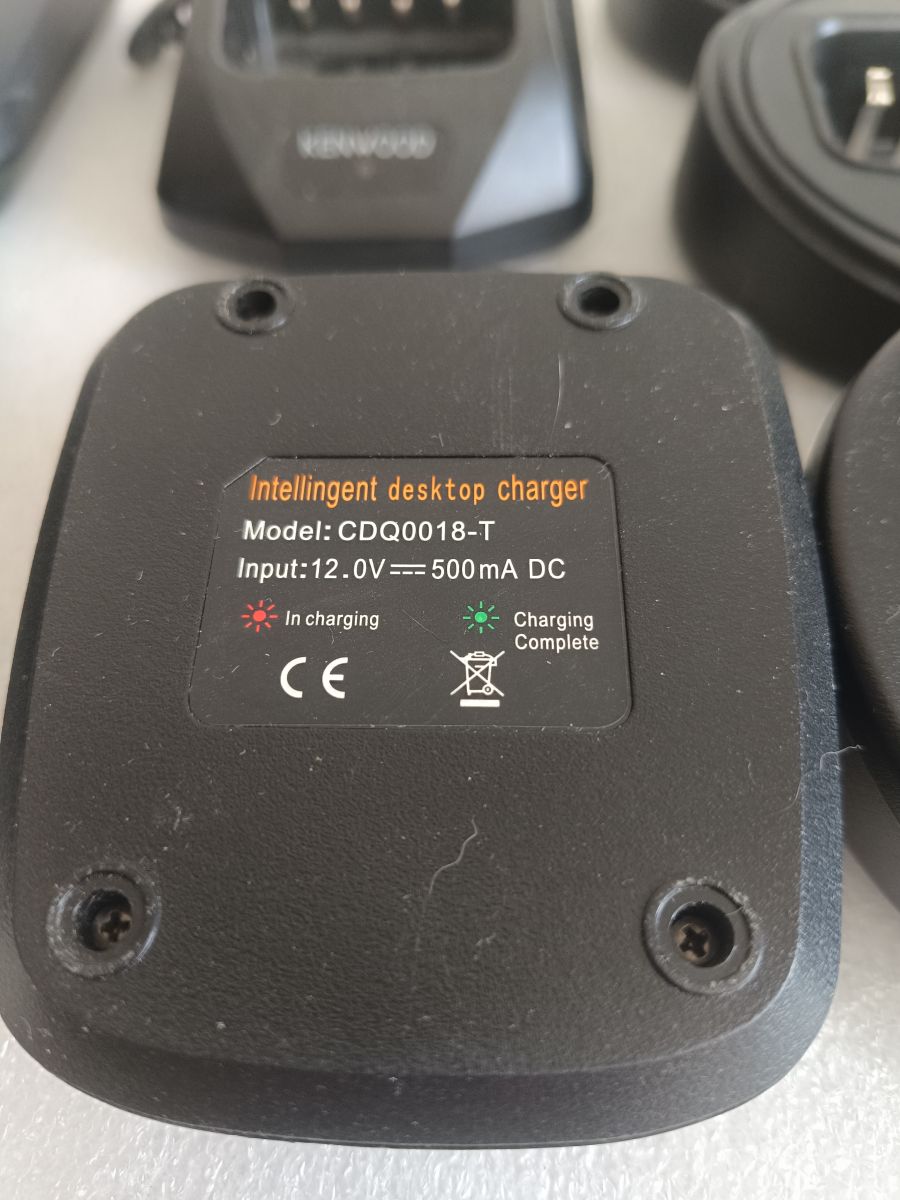 KENWOOD
Intellingent desktop charger
Model: CDQ0018-T
Input:12.0V⎓500mA DC
In charging
Charging
Complete
CE